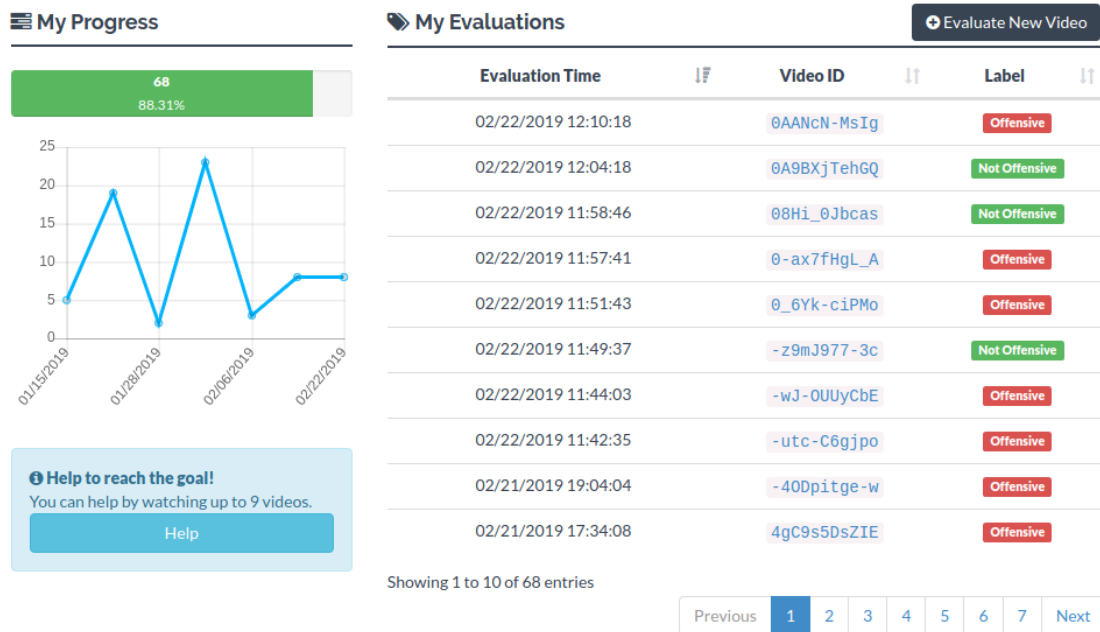 My Progress
68
88.31%
25
20
15
10
5
0
01/15/2019
01/28/2019
02/06/2019
02/22/2019
Help to reach the goal!
You can help by watching up to 9 videos.
Help
My Evaluations
Evaluate New Video
Evaluation Time Video ID Label
02/22/2019 12:10:18 0AANcN-MsIg Offensive
02/22/2019 12:04:18 0A9BXjTehGQ Not Offensive
02/22/2019 11:58:46 08Hi_0Jbcas Not Offensive
02/22/2019 11:57:41 0-ax7fHgL_A Offensive
02/22/2019 11:51:43 0_6Yk-ciPMo Offensive
02/22/2019 11:49:37 -z9mJ977-3c Not Offensive
02/22/2019 11:44:03 -wJ-OUUyCbE Offensive
02/22/2019 11:42:35 -utc-C6gjpo Offensive
02/21/2019 19:04:04 -4ODpitge-w Offensive
02/21/2019 17:34:08 4gC9s5DsZIE Offensive
Showing 1 to 10 of 68 entries
Previous 1 2 3 4 5 6 7 Next